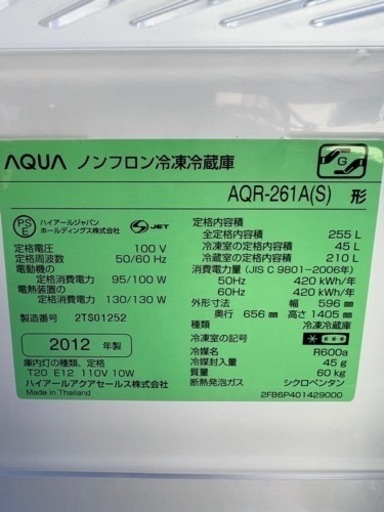 AQUA ノンフロン冷凍冷蔵庫
G
AQR-261A(S) 形
PS E ハイアールジャパン ホールディングス株式会社 S JET
定格電圧 100 V
定格周波数 50/60 Hz
電動機の
定格消費電力 95/100 W
電熱装置の
定格消費電力 130/130 W
製造番号 2TS01252
2012 年製
庫内灯の種類、定格
T20 E12 110V 10W
ハイアールアクアセールス株式会社
Made in Thailand
定格内容積
全定格内容積 255 L
冷凍室の定格内容積 45 L
冷蔵室の定格内容積 210 L
消費電力量 (JIS C 9801-2006年)
50Hz 420 kWh/年
60Hz 420 kWh/年
外形寸法 幅 596 mm
奥行 656 mm 高さ 1405 mm
種類 冷凍冷蔵庫
冷凍室の記号
冷媒名 R600a
冷媒封入量 45 g
質量 60 kg
断熱発泡ガス シクロペンタン
2FB6P401429000